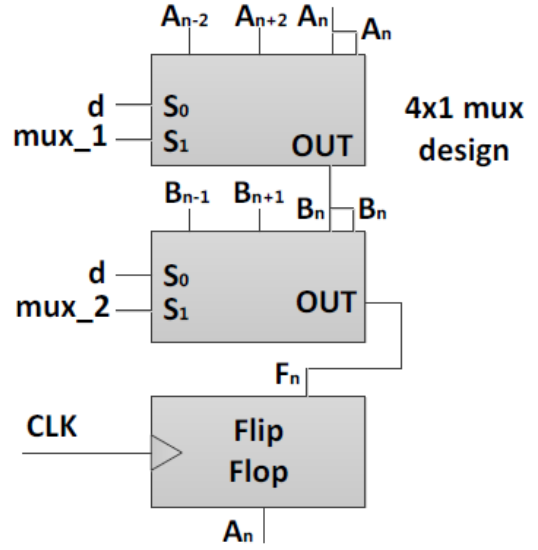 An-2 An+2 An An
d S0
mux_1 S1
OUT
4x1 mux
design
Bn-1 Bn+1 Bn Bn
d S0
mux_2 S1
OUT
Fn
CLK
Flip
Flop
An